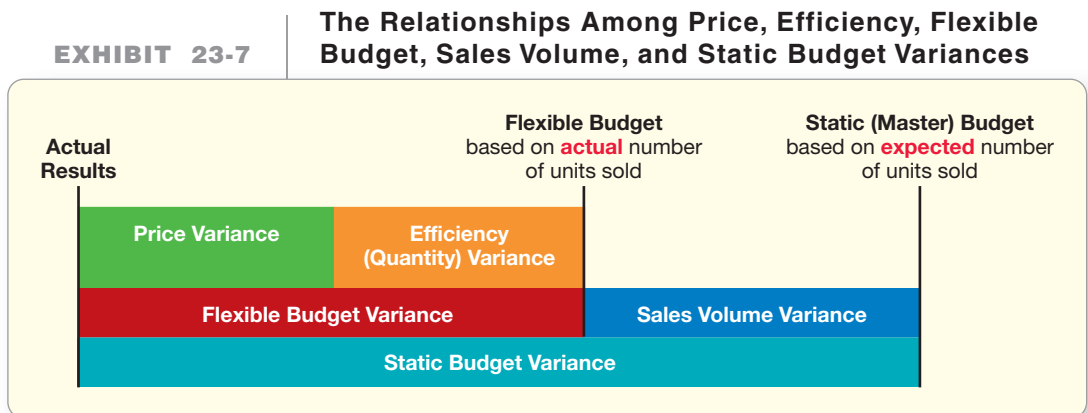 EXHIBIT 23-7
The Relationships Among Price, Efficiency, Flexible
Budget, Sales Volume, and Static Budget Variances
Actual
Results
Flexible Budget
based on actual number
of units sold
Static (Master) Budget
based on expected number
of units sold
Price Variance
Efficiency
(Quantity) Variance
Flexible Budget Variance
Sales Volume Variance
Static Budget Variance